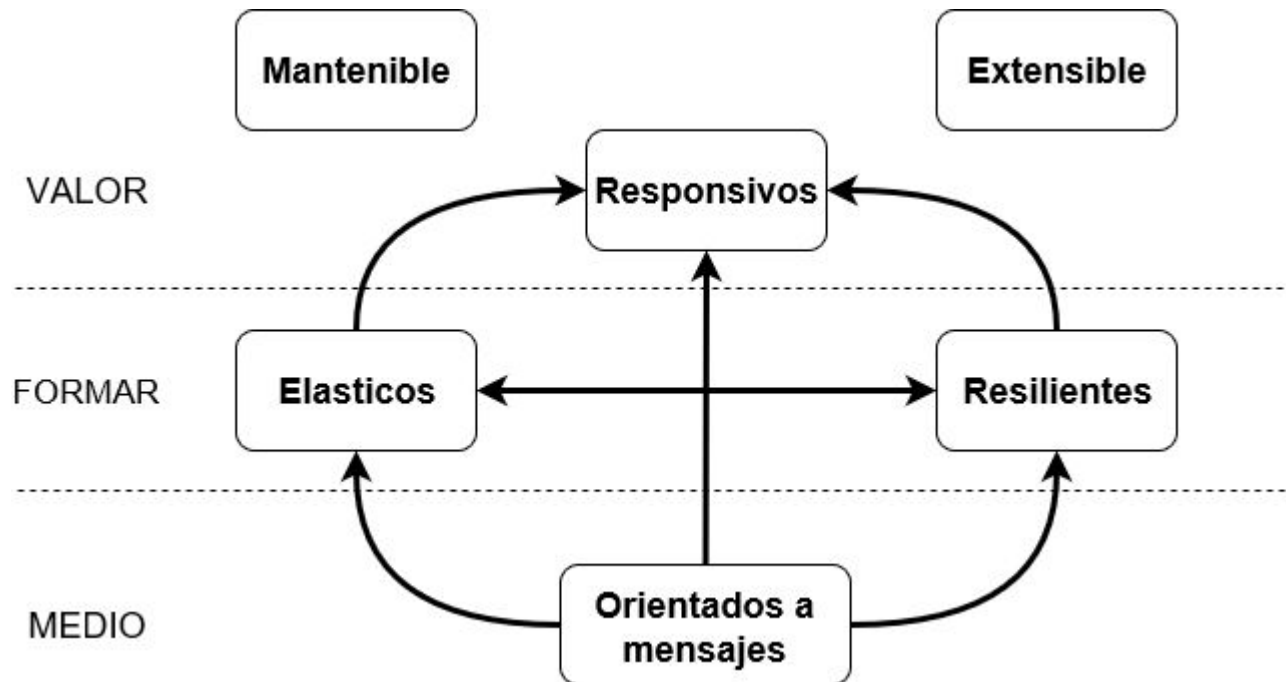 Mantenible
Extensible
VALOR
Responsivos
FORMAR
Elasticos
Resilientes
MEDIO
Orientados a
mensajes